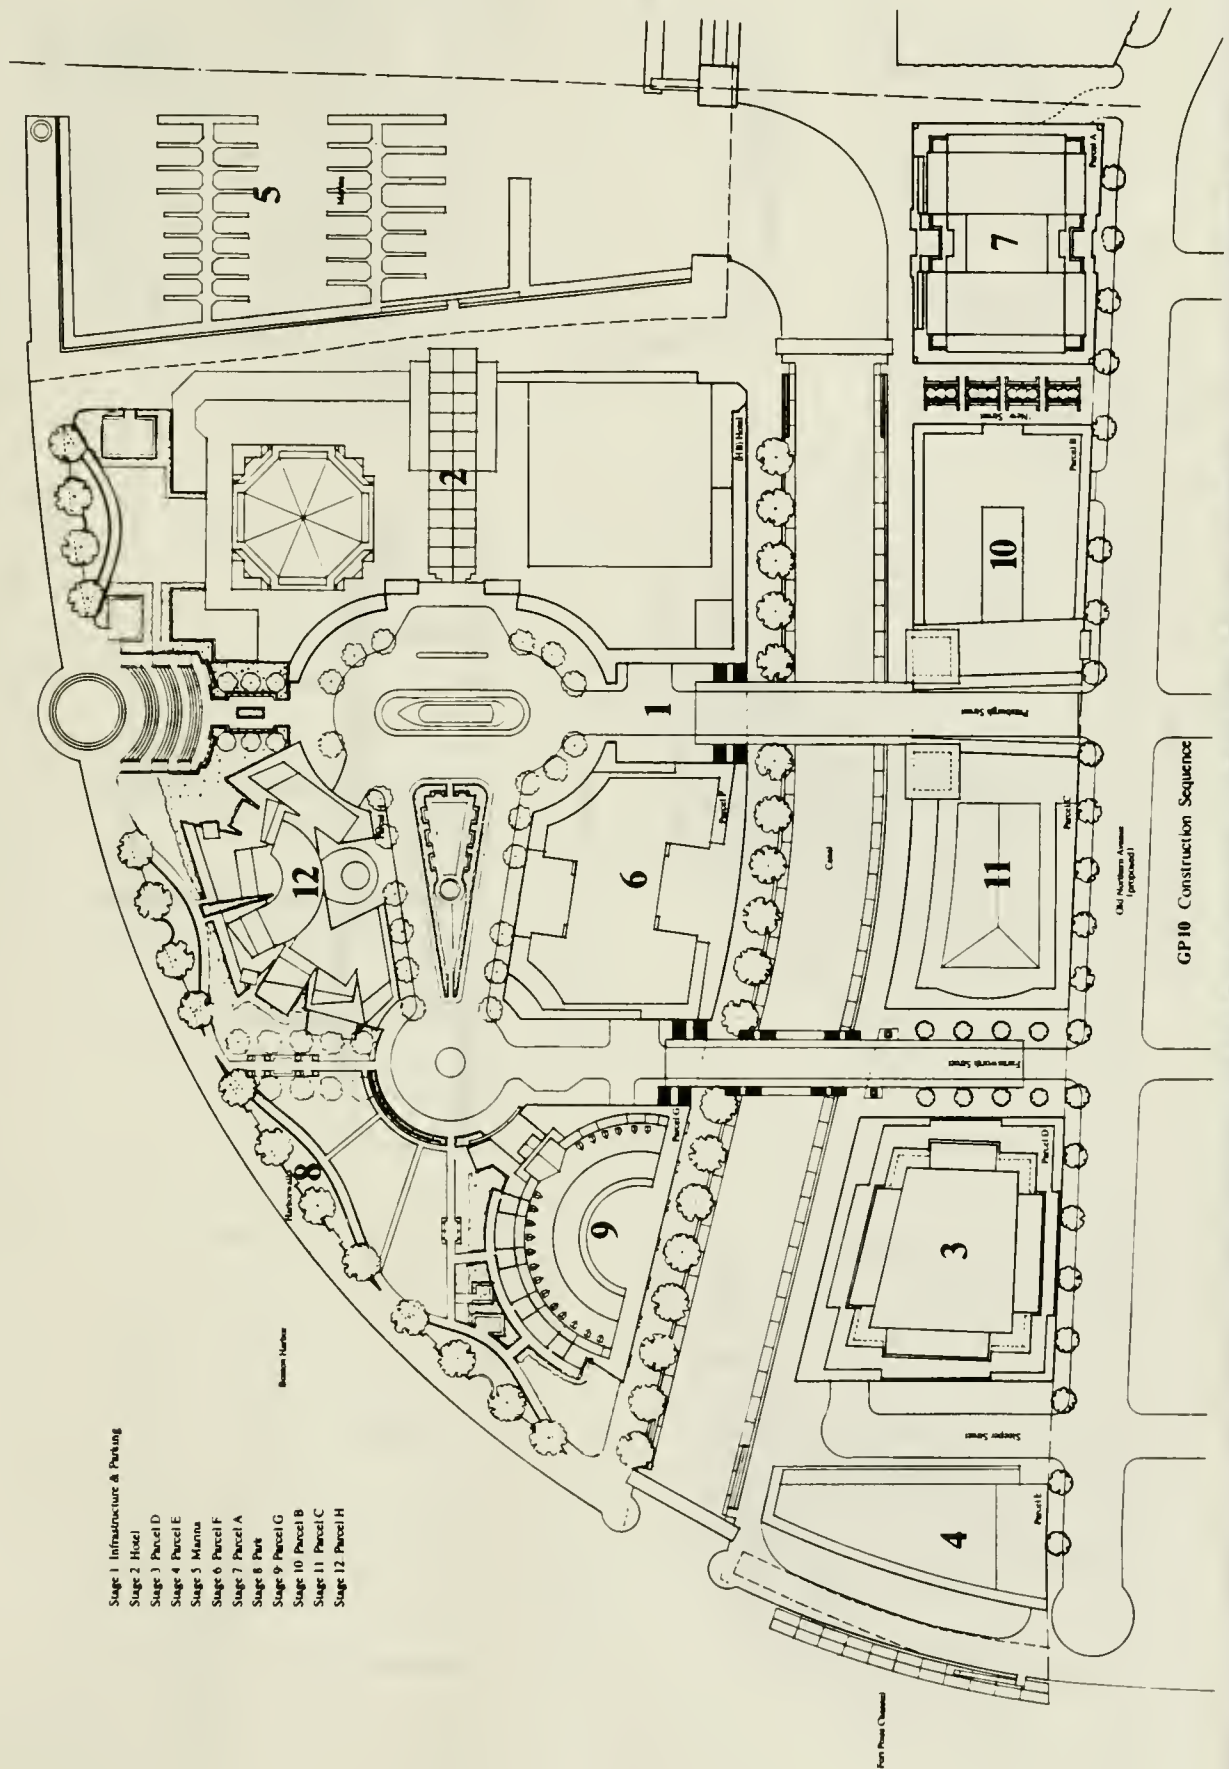 Stage 1 Infrastructure & Parking
Stage 2 Hotel
Stage 3 Parcel D
Stage 4 Parcel E
Stage 5 Marina
Stage 6 Parcel F
Stage 7 Parcel A
Stage 8 Park
Stage 9 Parcel G
Stage 10 Parcel B
Stage 11 Parcel C
Stage 12 Parcel H
Boston Harbor
Fort Point Channel
Harborwalk
8
12
Parcel H
5
Marina
2
(H/B) Hotel
1
6
Parcel F
9
Parcel G
Canal
7
Parcel A
New Street
10
Parcel B
Pittsburgh Street
11
Parcel C
Farnsworth Street
3
Parcel D
Sleeper Street
4
Parcel E
Old Northern Avenue
(proposed)
GP10 Construction Sequence